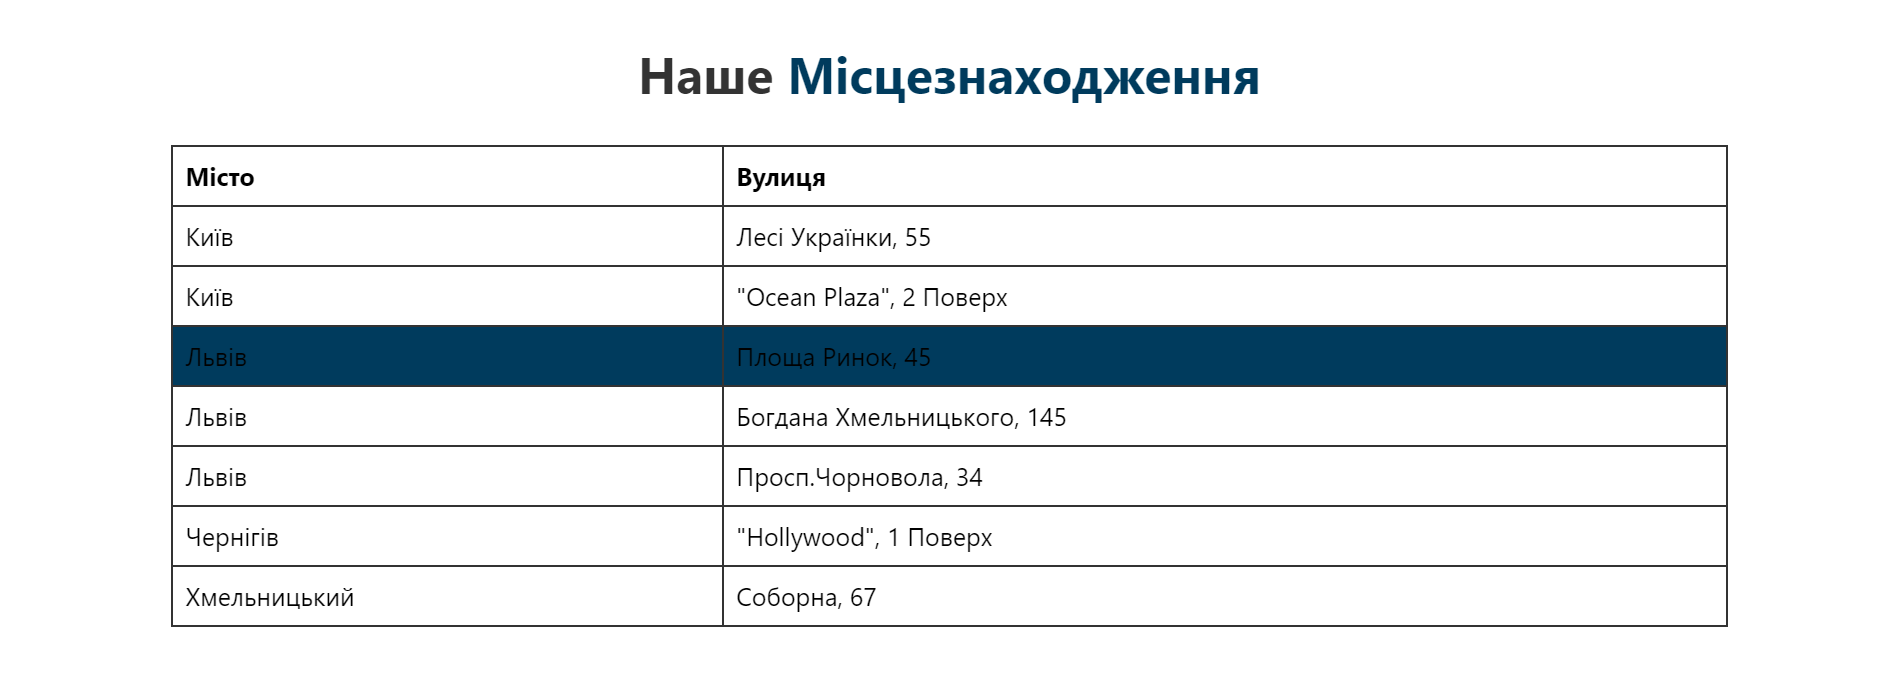 Наше Місцезнаходження
Місто Вулиця
Київ Лесі Українки, 55
Київ "Ocean Plaza", 2 Поверх
Львів Площа Ринок, 45
Львів Богдана Хмельницького, 145
Львів Просп.Чорновола, 34
Чернігів "Hollywood", 1 Поверх
Хмельницький Соборна, 67